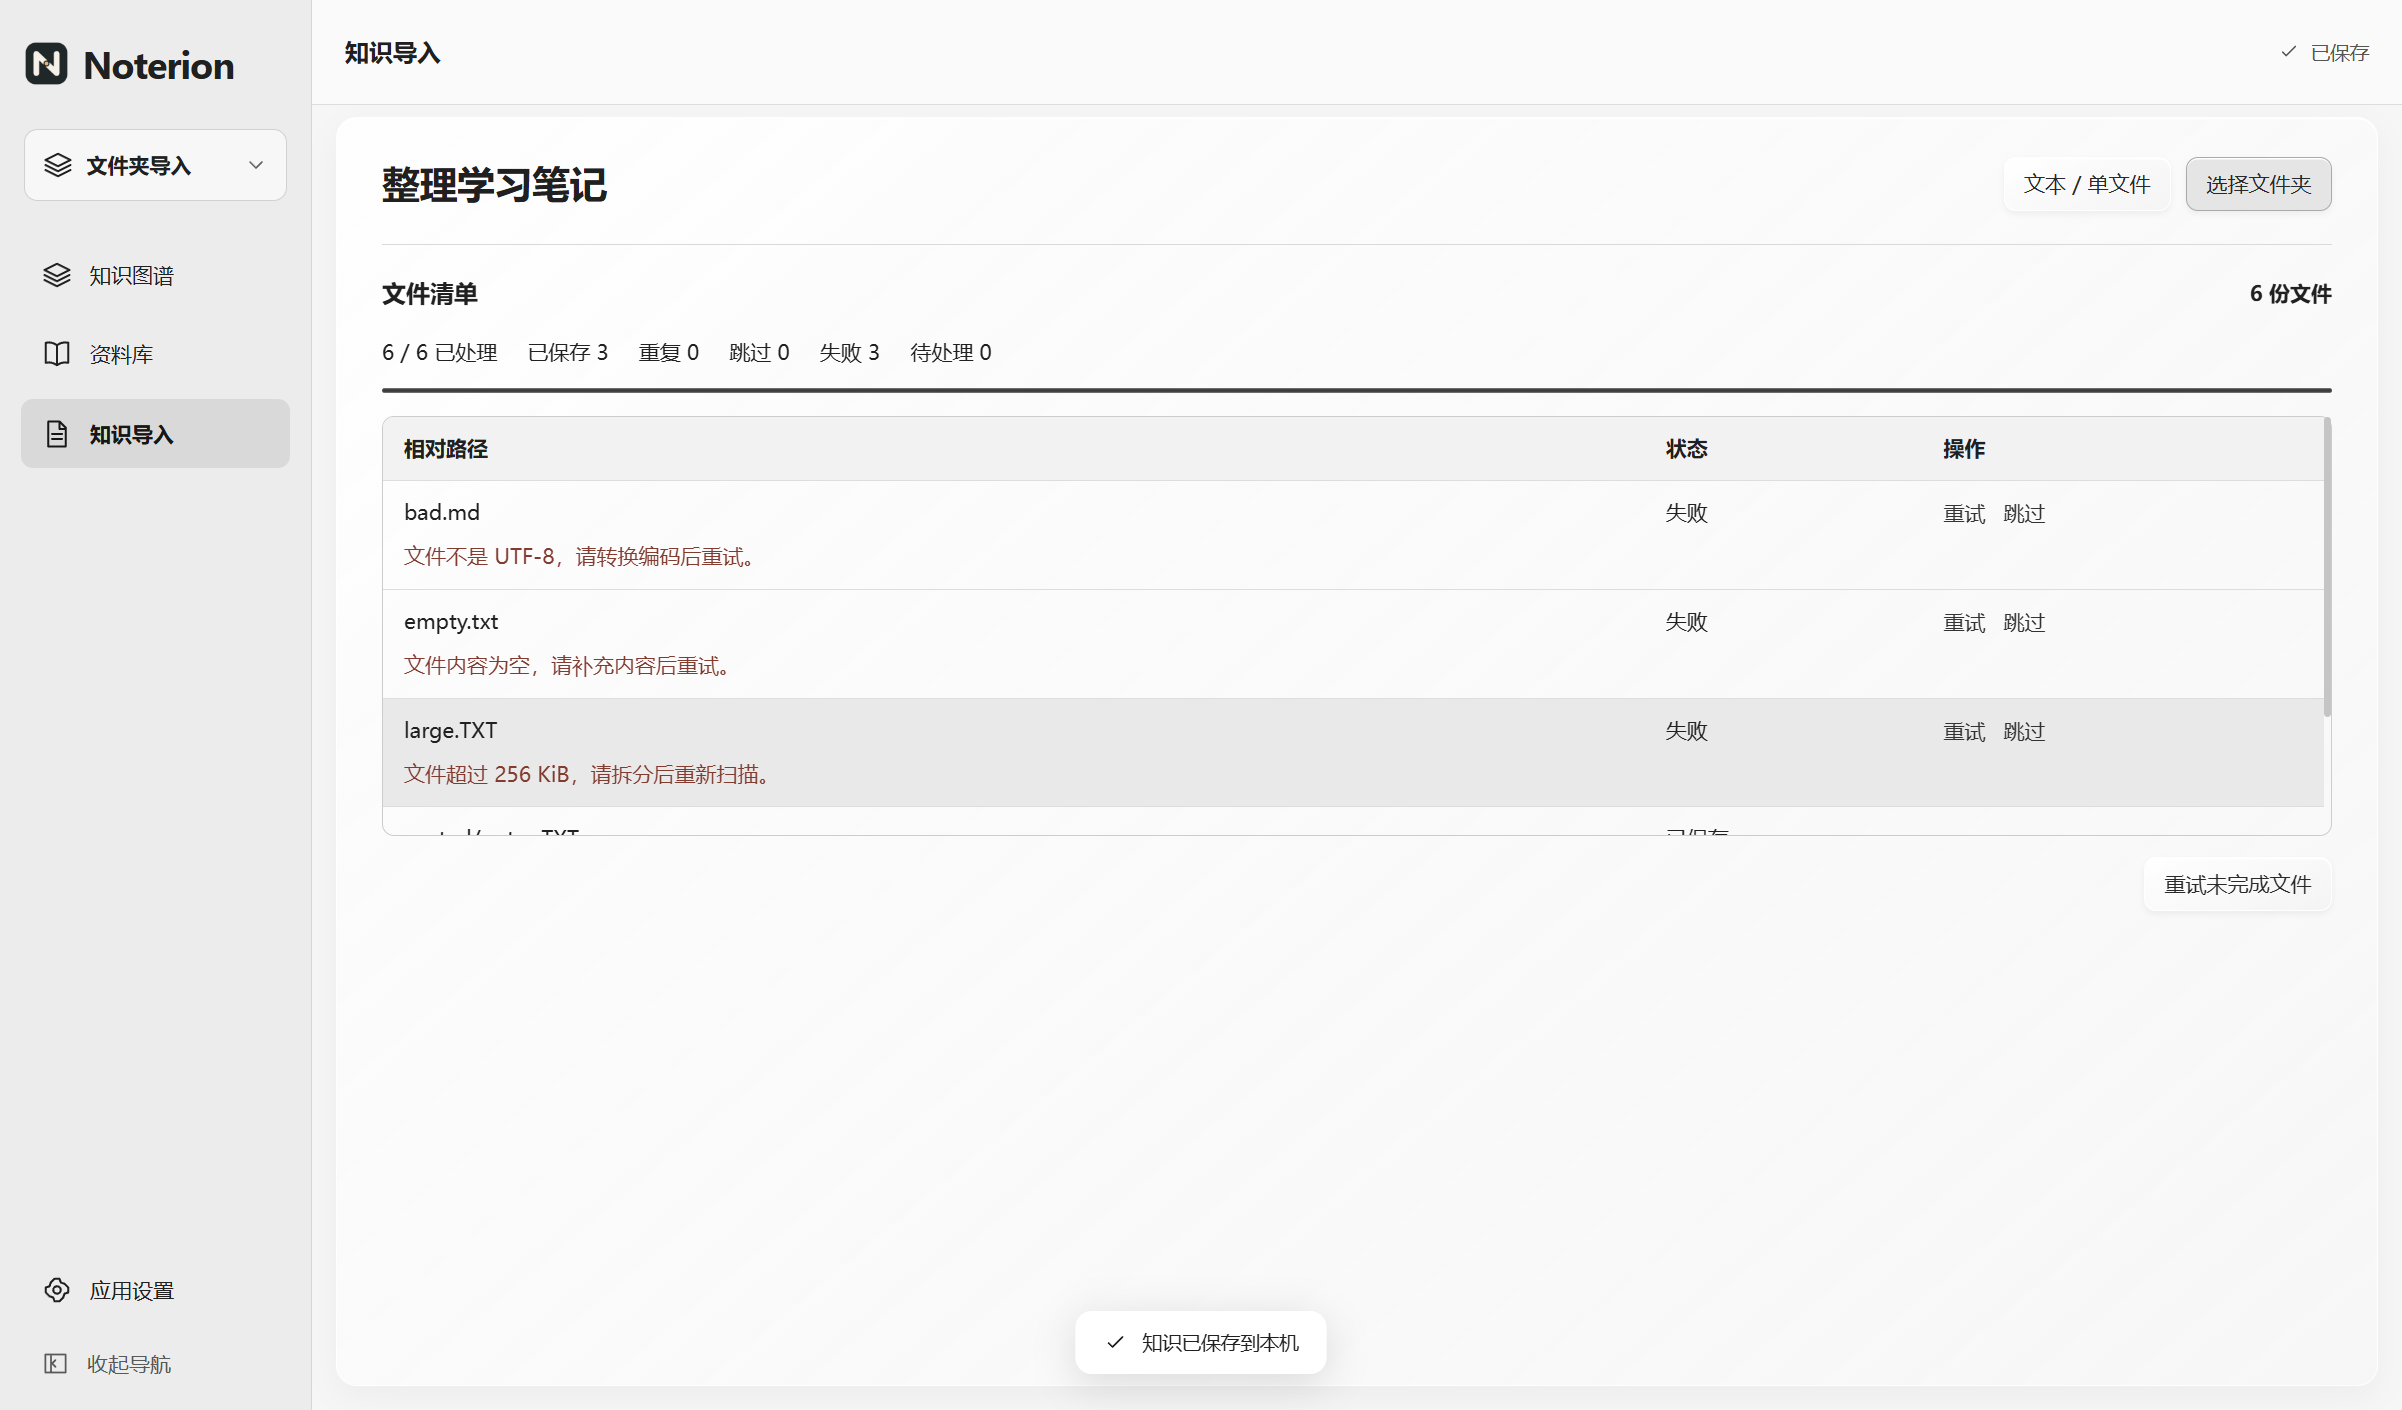 Noterion
文件夹导入
知识图谱
资料库
知识导入
应用设置
收起导航
知识导入
已保存
整理学习笔记
文本 / 单文件
选择文件夹
文件清单
6 份文件
6 / 6 已处理 已保存 3 重复 0 跳过 0 失败 3 待处理 0
相对路径 状态 操作
bad.md 失败 重试 跳过
文件不是 UTF-8，请转换编码后重试。
empty.txt 失败 重试 跳过
文件内容为空，请补充内容后重试。
large.TXT 失败 重试 跳过
文件超过 256 KiB，请拆分后重新扫描。
已保存
重试未完成文件
知识已保存到本机